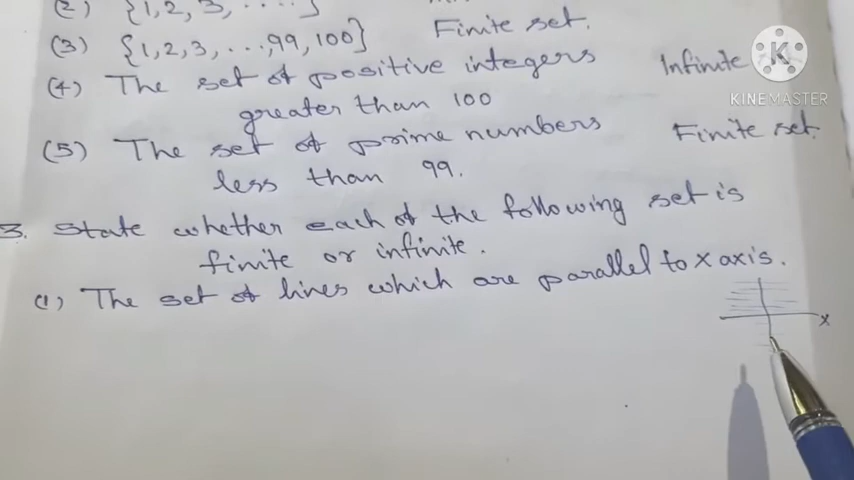 (2) {1,2,3,.....}
(3) {1,2,3,...,99,100} Finite set.
(4) The set of positive integers Infinite
greater than 100
(5) The set of prime numbers Finite set.
less than 99.
3. State whether each of the following set is
finite or infinite.
(1) The set of lines which are parallel to x axis.
x
K
KINEMASTER